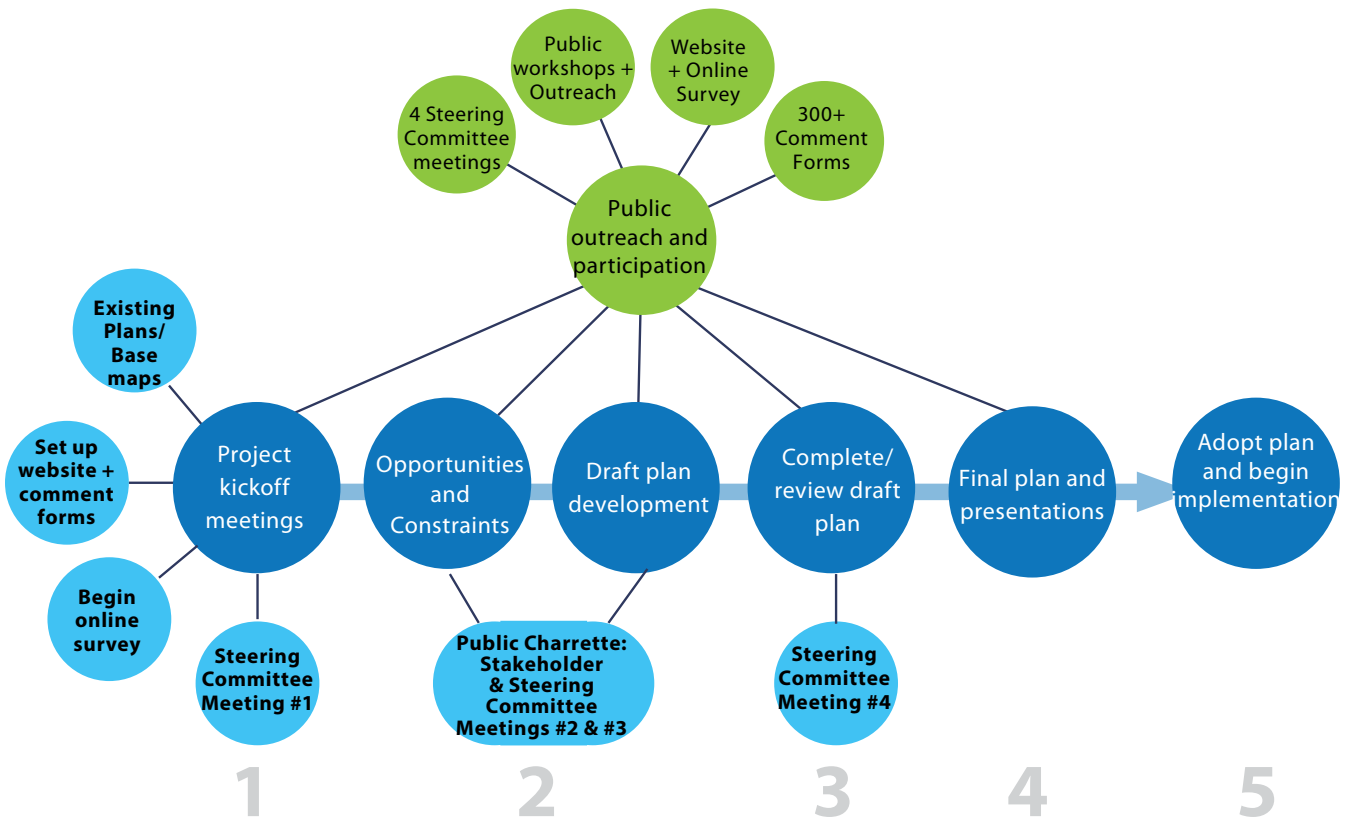 Public
workshops +
Outreach
Website
+ Online
Survey
4 Steering
Committee
meetings
300+
Comment
Forms
Public
outreach and
participation
Existing
Plans/
Base
maps
Set up
website +
comment
forms
Begin
online
survey
Project
kickoff
meetings
Opportunities
and
Constraints
Draft plan
development
Complete/
review draft
plan
Final plan and
presentations
Adopt plan
and begin
implementation
Steering
Committee
Meeting #1
Public Charrette:
Stakeholder
& Steering
Committee
Meetings #2 & #3
Steering
Committee
Meeting #4
1
2
3
4
5